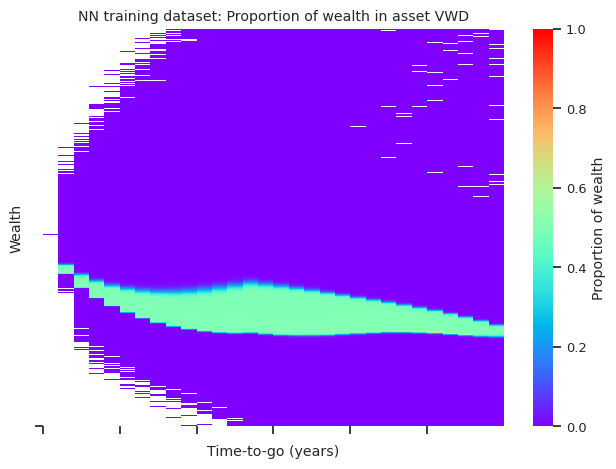 NN training dataset: Proportion of wealth in asset VWD
1.0
0.8
0.6
0.4
0.2
0.0
Proportion of wealth
Wealth
Time-to-go (years)